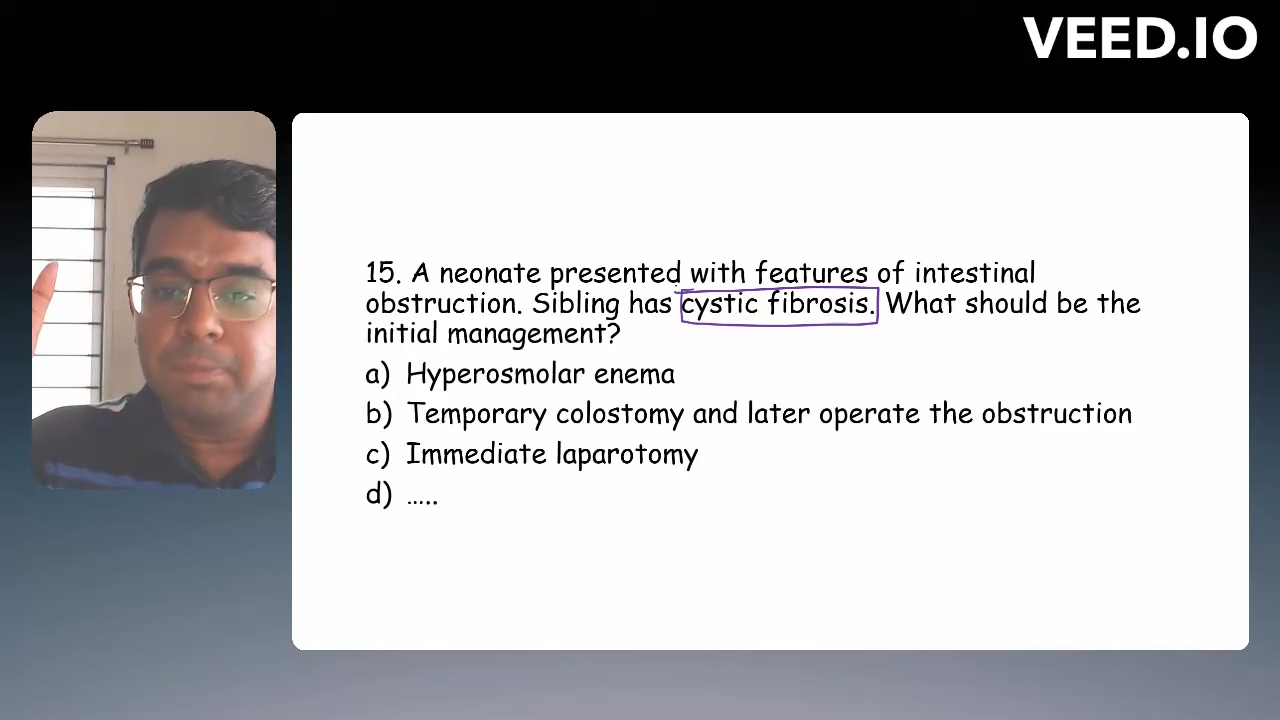 VEED.IO
15. A neonate presented with features of intestinal
obstruction. Sibling has cystic fibrosis. What should be the
initial management?
a) Hyperosmolar enema
b) Temporary colostomy and later operate the obstruction
c) Immediate laparotomy
d) …..